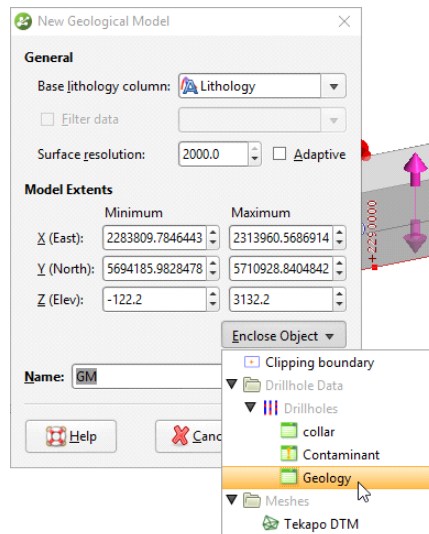 New Geological Model
General
Base lithology column: Lithology
Filter data
Surface resolution: 2000.0 Adaptive
Model Extents
Minimum Maximum
X (East): 2283809.7846443 2313960.5686914
Y (North): 5694185.9828478 5710928.8404842
Z (Elev): -122.2 3132.2
Enclose Object
Name: GM
Help
Canc
Clipping boundary
Drillhole Data
Drillholes
collar
Contaminant
Geology
Meshes
Tekapo DTM
+2290000